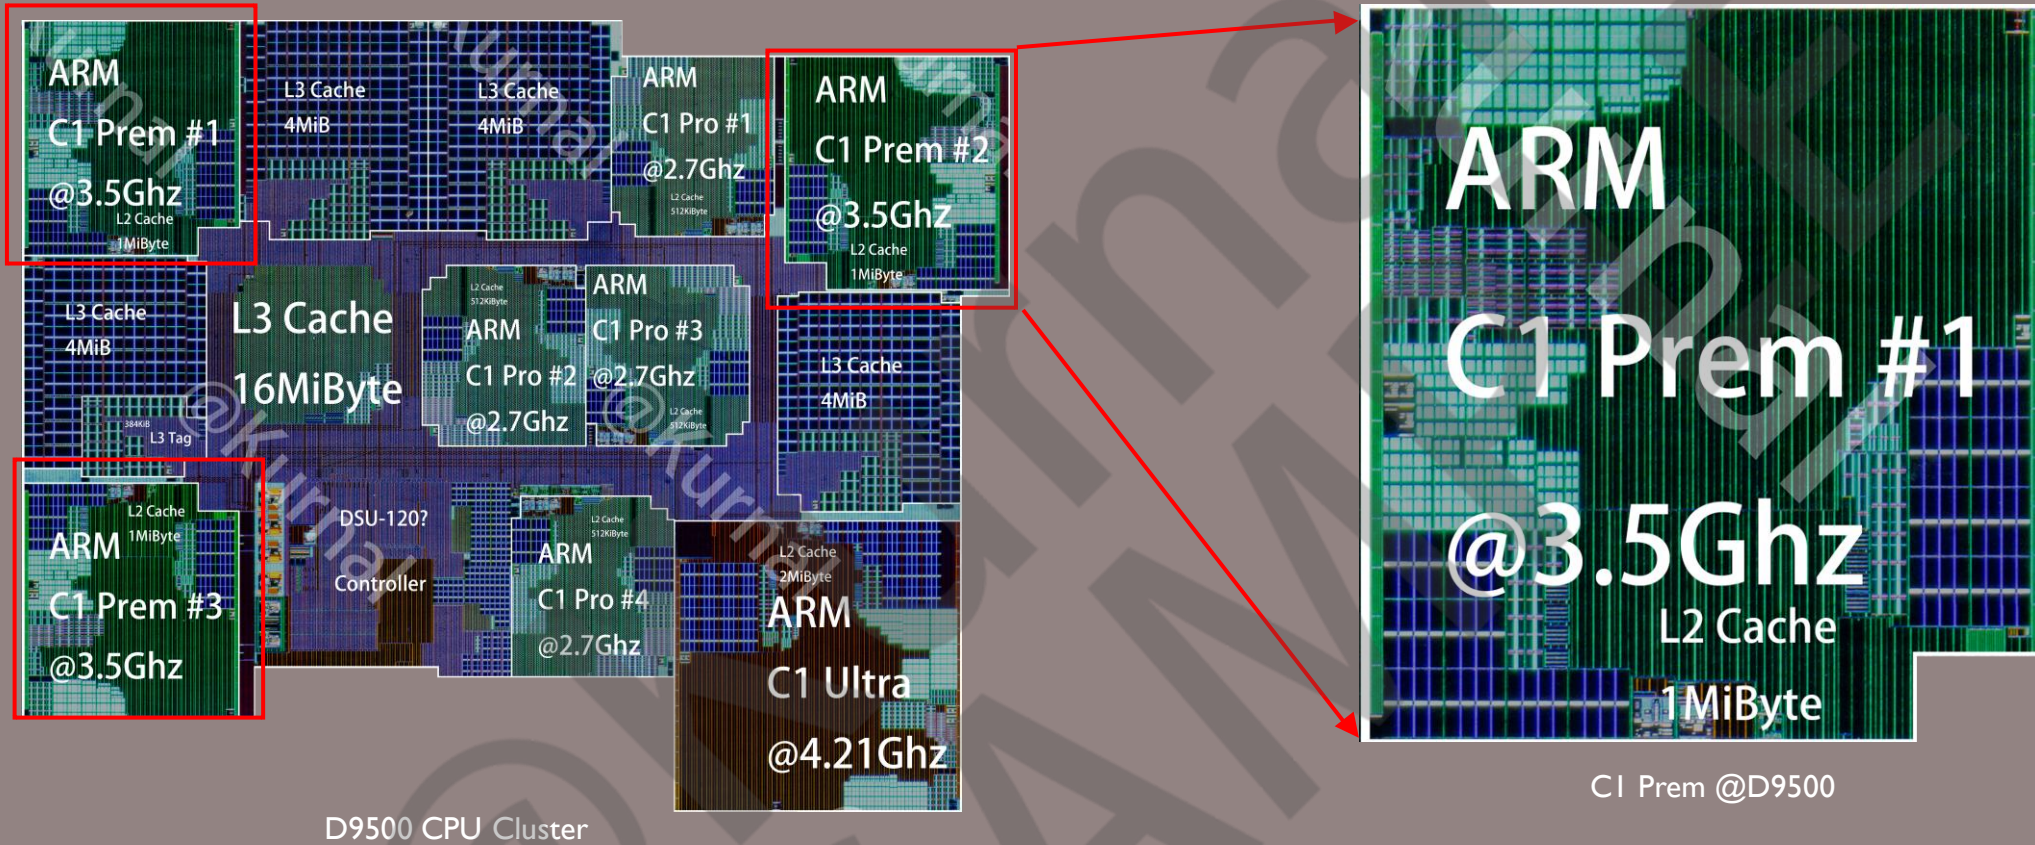 ARM
C1 Prem #1
@3.5Ghz
L2 Cache
1MiByte
L3 Cache
4MiB
L3 Cache
4MiB
ARM
C1 Pro #1
@2.7Ghz
L2 Cache
512KiByte
ARM
C1 Prem #2
@3.5Ghz
L2 Cache
1MiByte
L3 Cache
4MiB
384KiB
L3 Tag
L3 Cache
16MiByte
L2 Cache
512KiByte
ARM
C1 Pro #2
@2.7Ghz
ARM
C1 Pro #3
@2.7Ghz
L2 Cache
512KiByte
L3 Cache
4MiB
L2 Cache
1MiByte
ARM
C1 Prem #3
@3.5Ghz
DSU-120?
Controller
L2 Cache
512KiByte
ARM
C1 Pro #4
@2.7Ghz
L2 Cache
2MiByte
ARM
C1 Ultra
@4.21Ghz
D9500 CPU Cluster
ARM
C1 Prem #1
@3.5Ghz
L2 Cache
1MiByte
C1 Prem @D9500
@Kurnal
@Kurnal